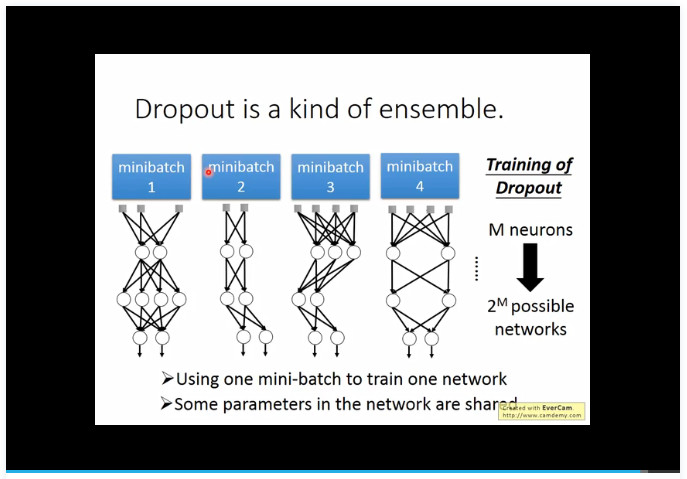 Dropout is a kind of ensemble.
minibatch
1
minibatch
2
minibatch
3
minibatch
4
Training of
Dropout
M neurons
2^M possible
networks
➢Using one mini-batch to train one network
➢Some parameters in the network are shared
Created with EverCam.
http://www.camdemy.com